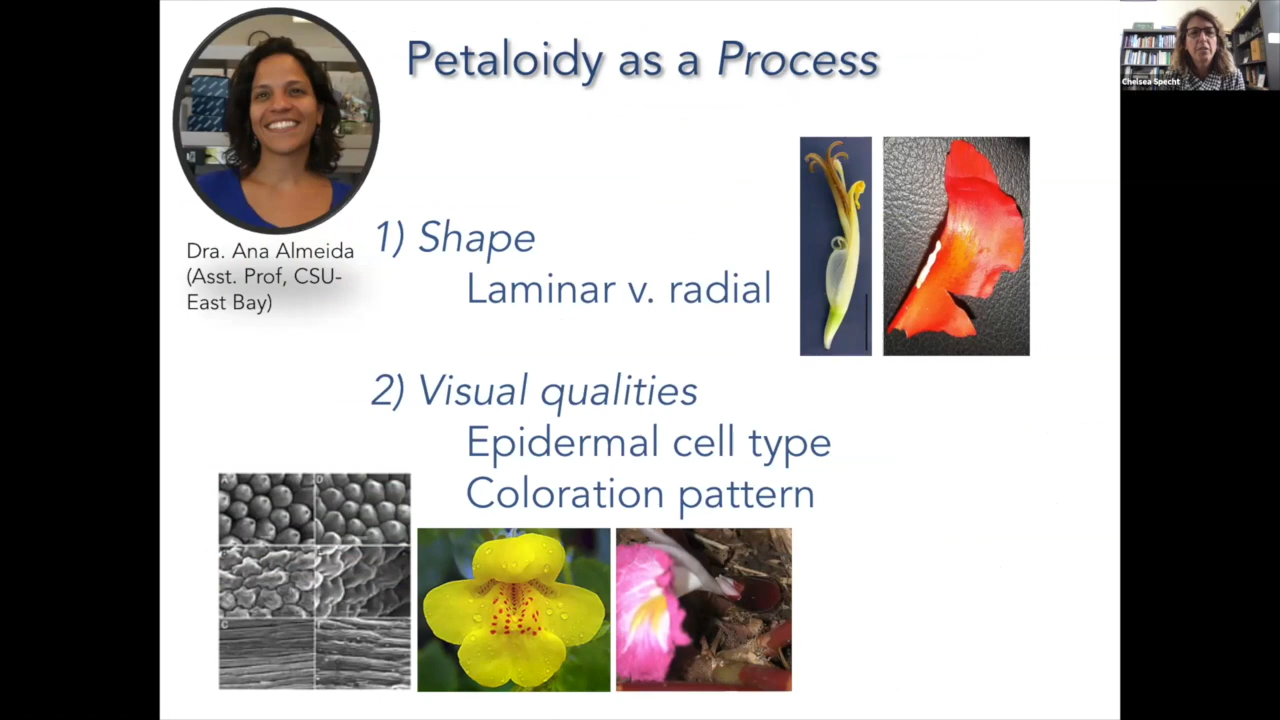 Petaloidy as a Process
Chelsea Specht
Dra. Ana Almeida
(Asst. Prof, CSU-
East Bay)
1) Shape
Laminar v. radial
2) Visual qualities
Epidermal cell type
Coloration pattern